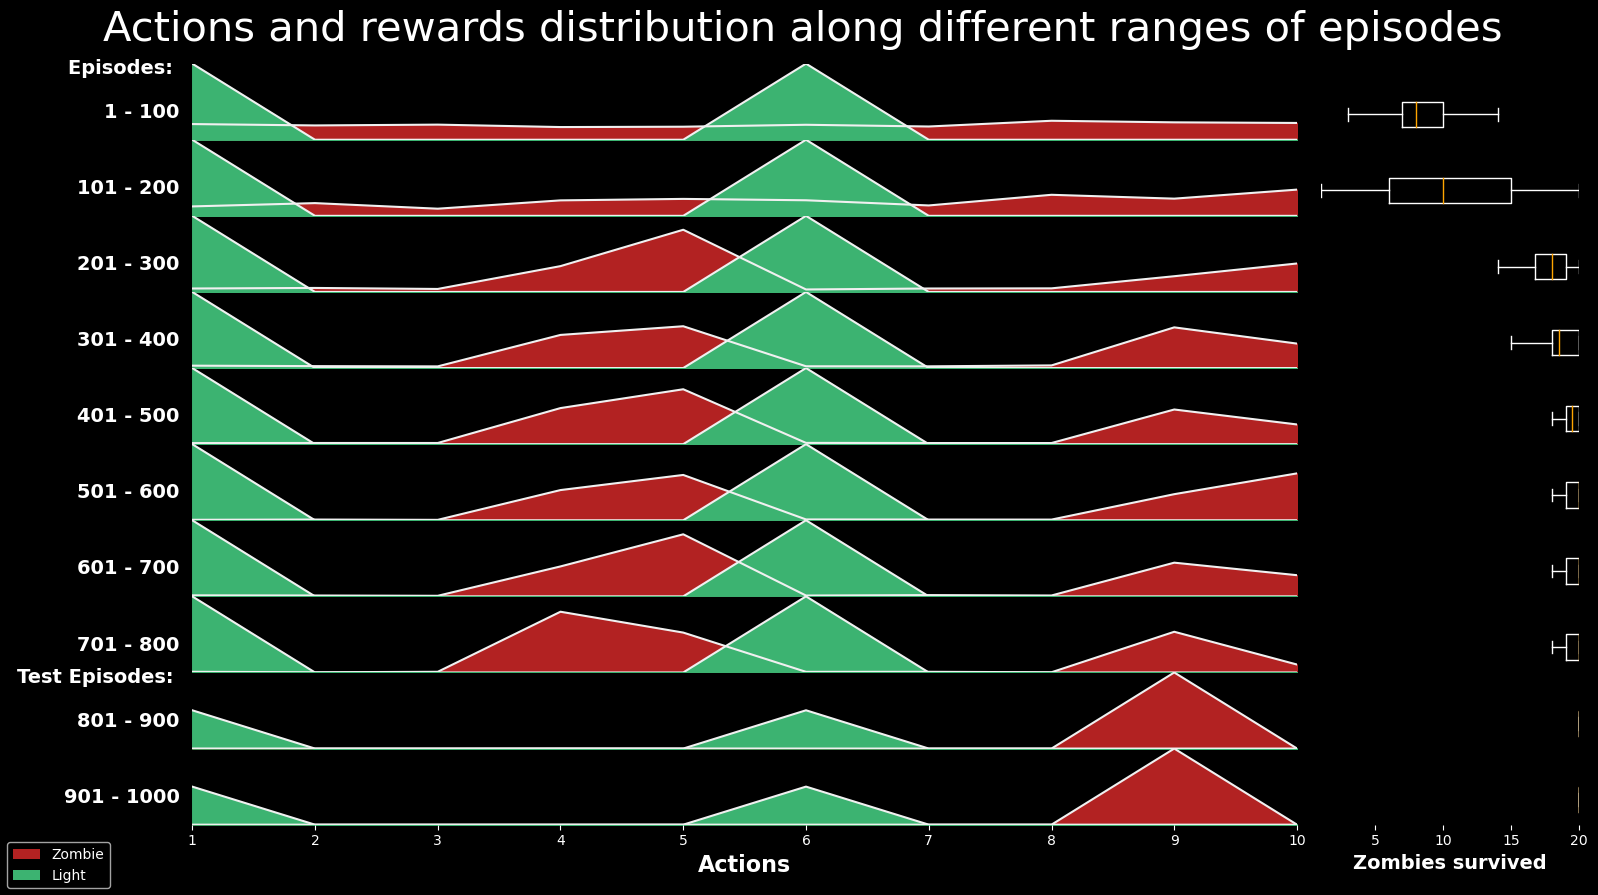 Actions and rewards distribution along different ranges of episodes
Episodes:
1 - 100
101 - 200
201 - 300
301 - 400
401 - 500
501 - 600
601 - 700
701 - 800
Test Episodes:
801 - 900
901 - 1000
1 2 3 4 5 6 7 8 9 10
5 10 15 20
Actions
Zombies survived
Zombie
Light